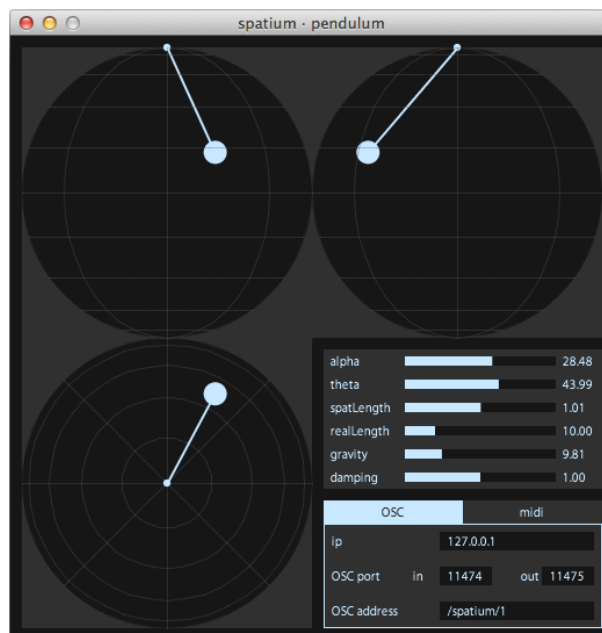 spatium · pendulum
alpha 28.48
theta 43.99
spatLength 1.01
realLength 10.00
gravity 9.81
damping 1.00
OSC midi
ip 127.0.0.1
OSC port in 11474 out 11475
OSC address /spatium/1